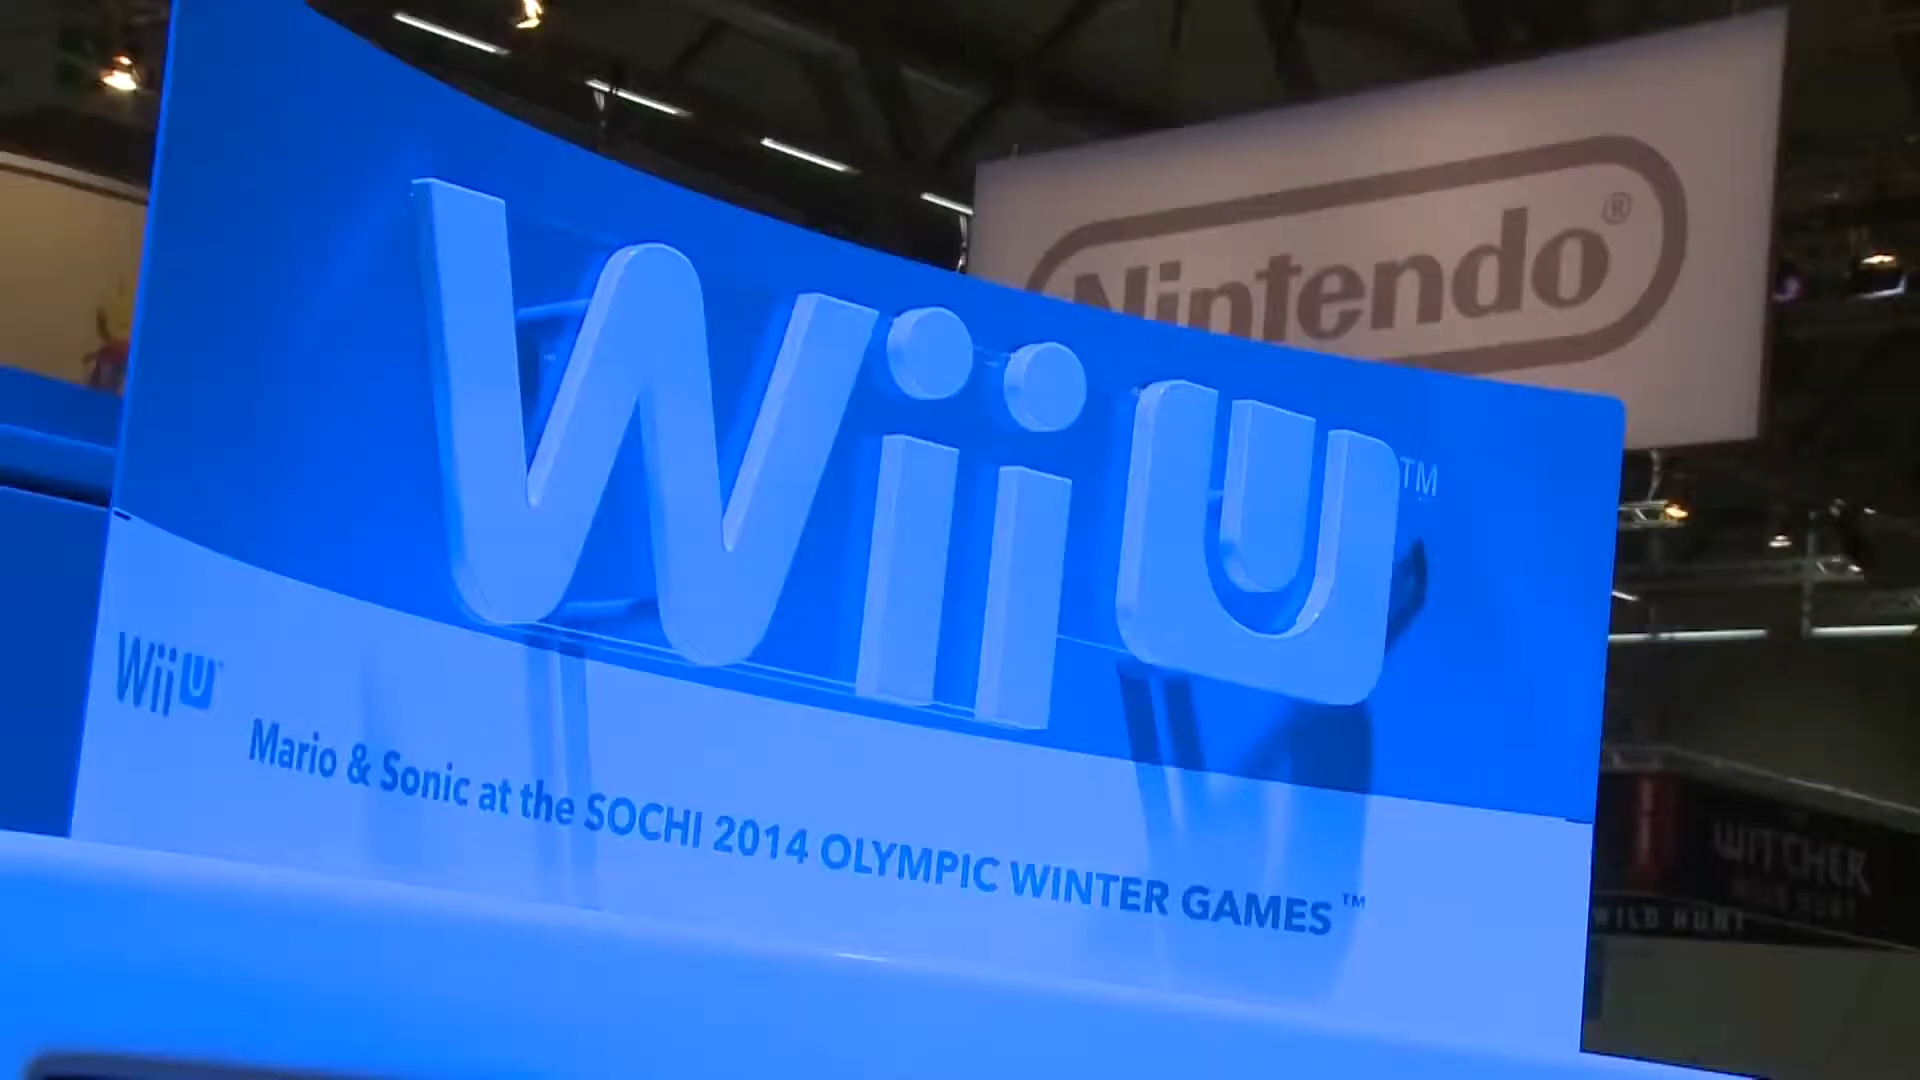 Nintendo®
Wii U™
Wii U
Mario & Sonic at the SOCHI 2014 OLYMPIC WINTER GAMES™
WITCHER
WILD HUNT